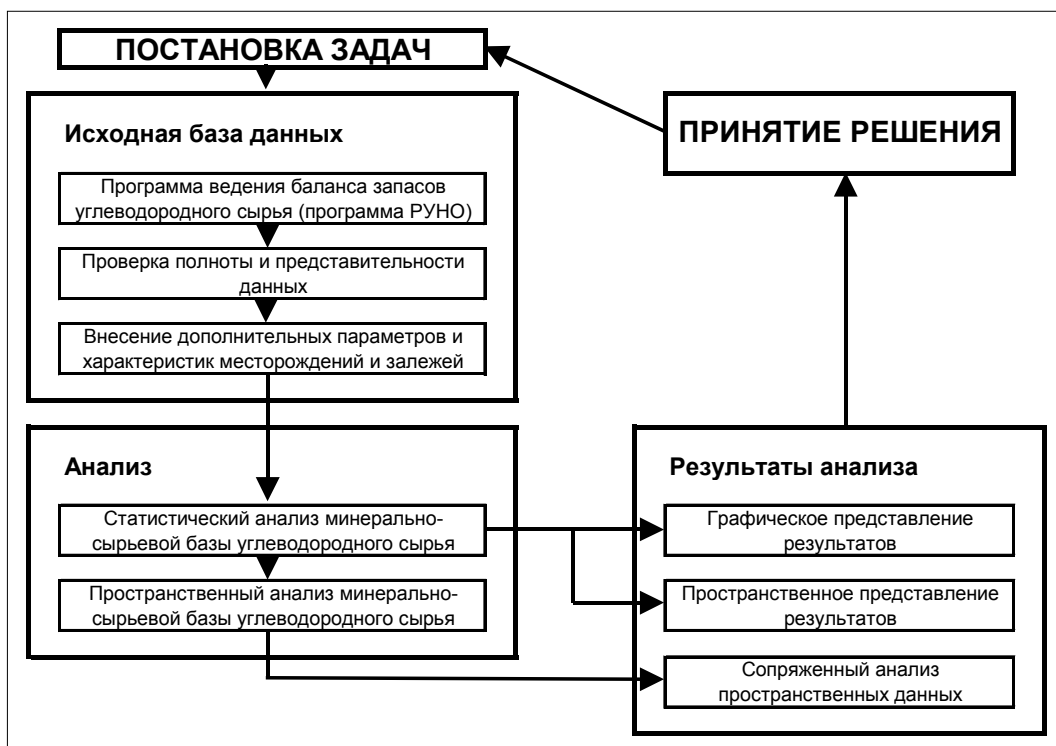 ПОСТАНОВКА ЗАДАЧ
Исходная база данных
Программа ведения баланса запасов
углеводородного сырья (программа РУНО)
Проверка полноты и представительности
данных
Внесение дополнительных параметров и
характеристик месторождений и залежей
Анализ
Статистический анализ минерально-
сырьевой базы углеводородного сырья
Пространственный анализ минерально-
сырьевой базы углеводородного сырья
Результаты анализа
Графическое представление
результатов
Пространственное представление
результатов
Сопряженный анализ
пространственных данных
ПРИНЯТИЕ РЕШЕНИЯ